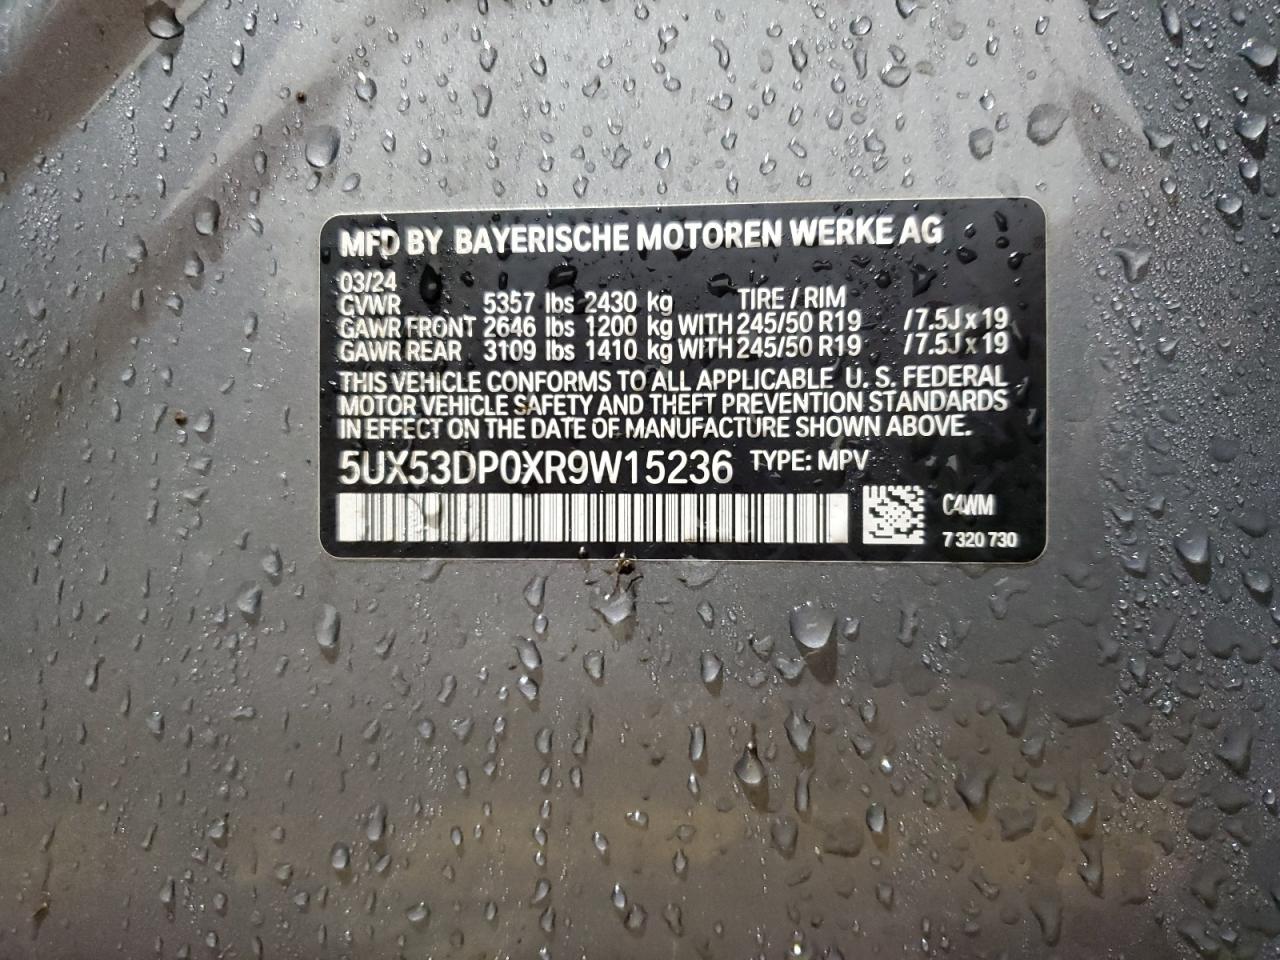 MFD BY BAYERISCHE MOTOREN WERKE AG
03/24
GVWR 5357 lbs 2430 kg TIRE / RIM
GAWR FRONT 2646 lbs 1200 kg WITH 245/50 R19 /7.5J x 19
GAWR REAR 3109 lbs 1410 kg WITH 245/50 R19 /7.5J x 19
THIS VEHICLE CONFORMS TO ALL APPLICABLE U. S. FEDERAL
MOTOR VEHICLE SAFETY AND THEFT PREVENTION STANDARDS
IN EFFECT ON THE DATE OF MANUFACTURE SHOWN ABOVE.
5UX53DP0XR9W15236 TYPE: MPV
C4WM
7 320 730